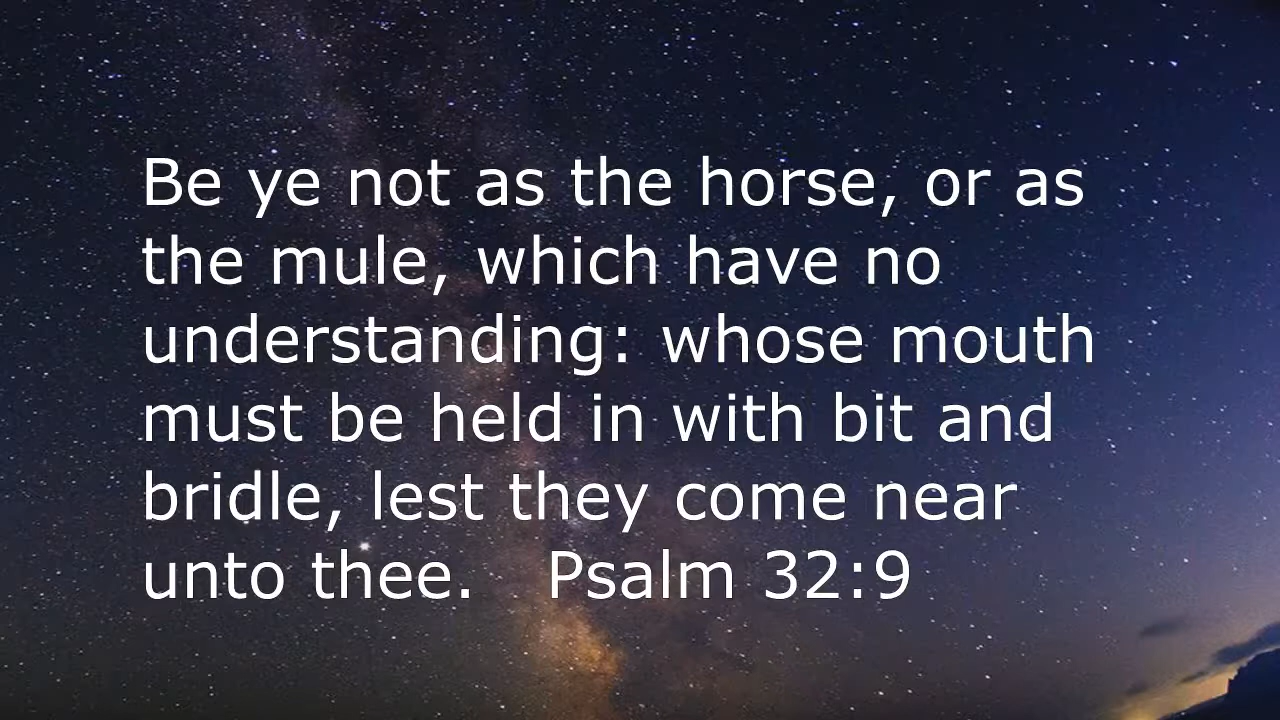 Be ye not as the horse, or as
the mule, which have no
understanding: whose mouth
must be held in with bit and
bridle, lest they come near
unto thee. Psalm 32:9